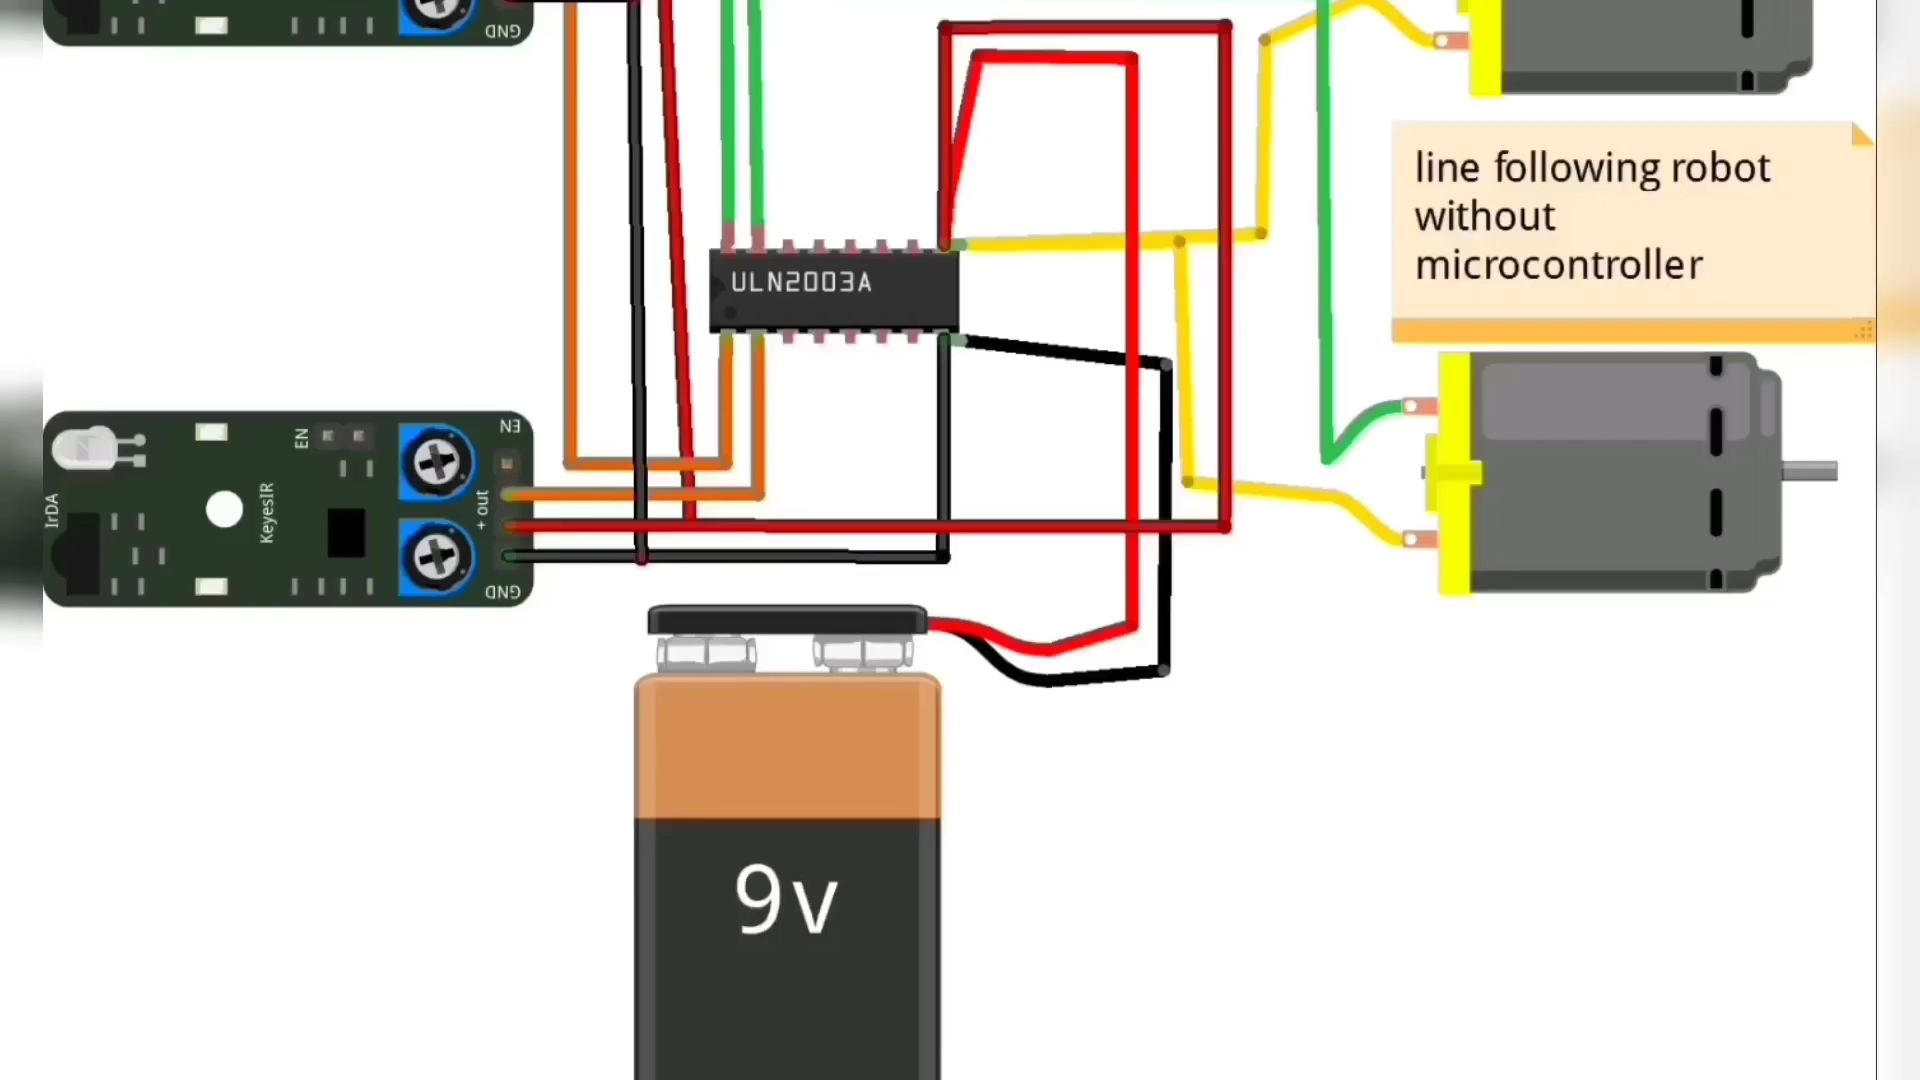 GND
ULN2003A
line following robot
without
microcontroller
EN
EN
IrDA
KeyesIR
+ out
GND
9v